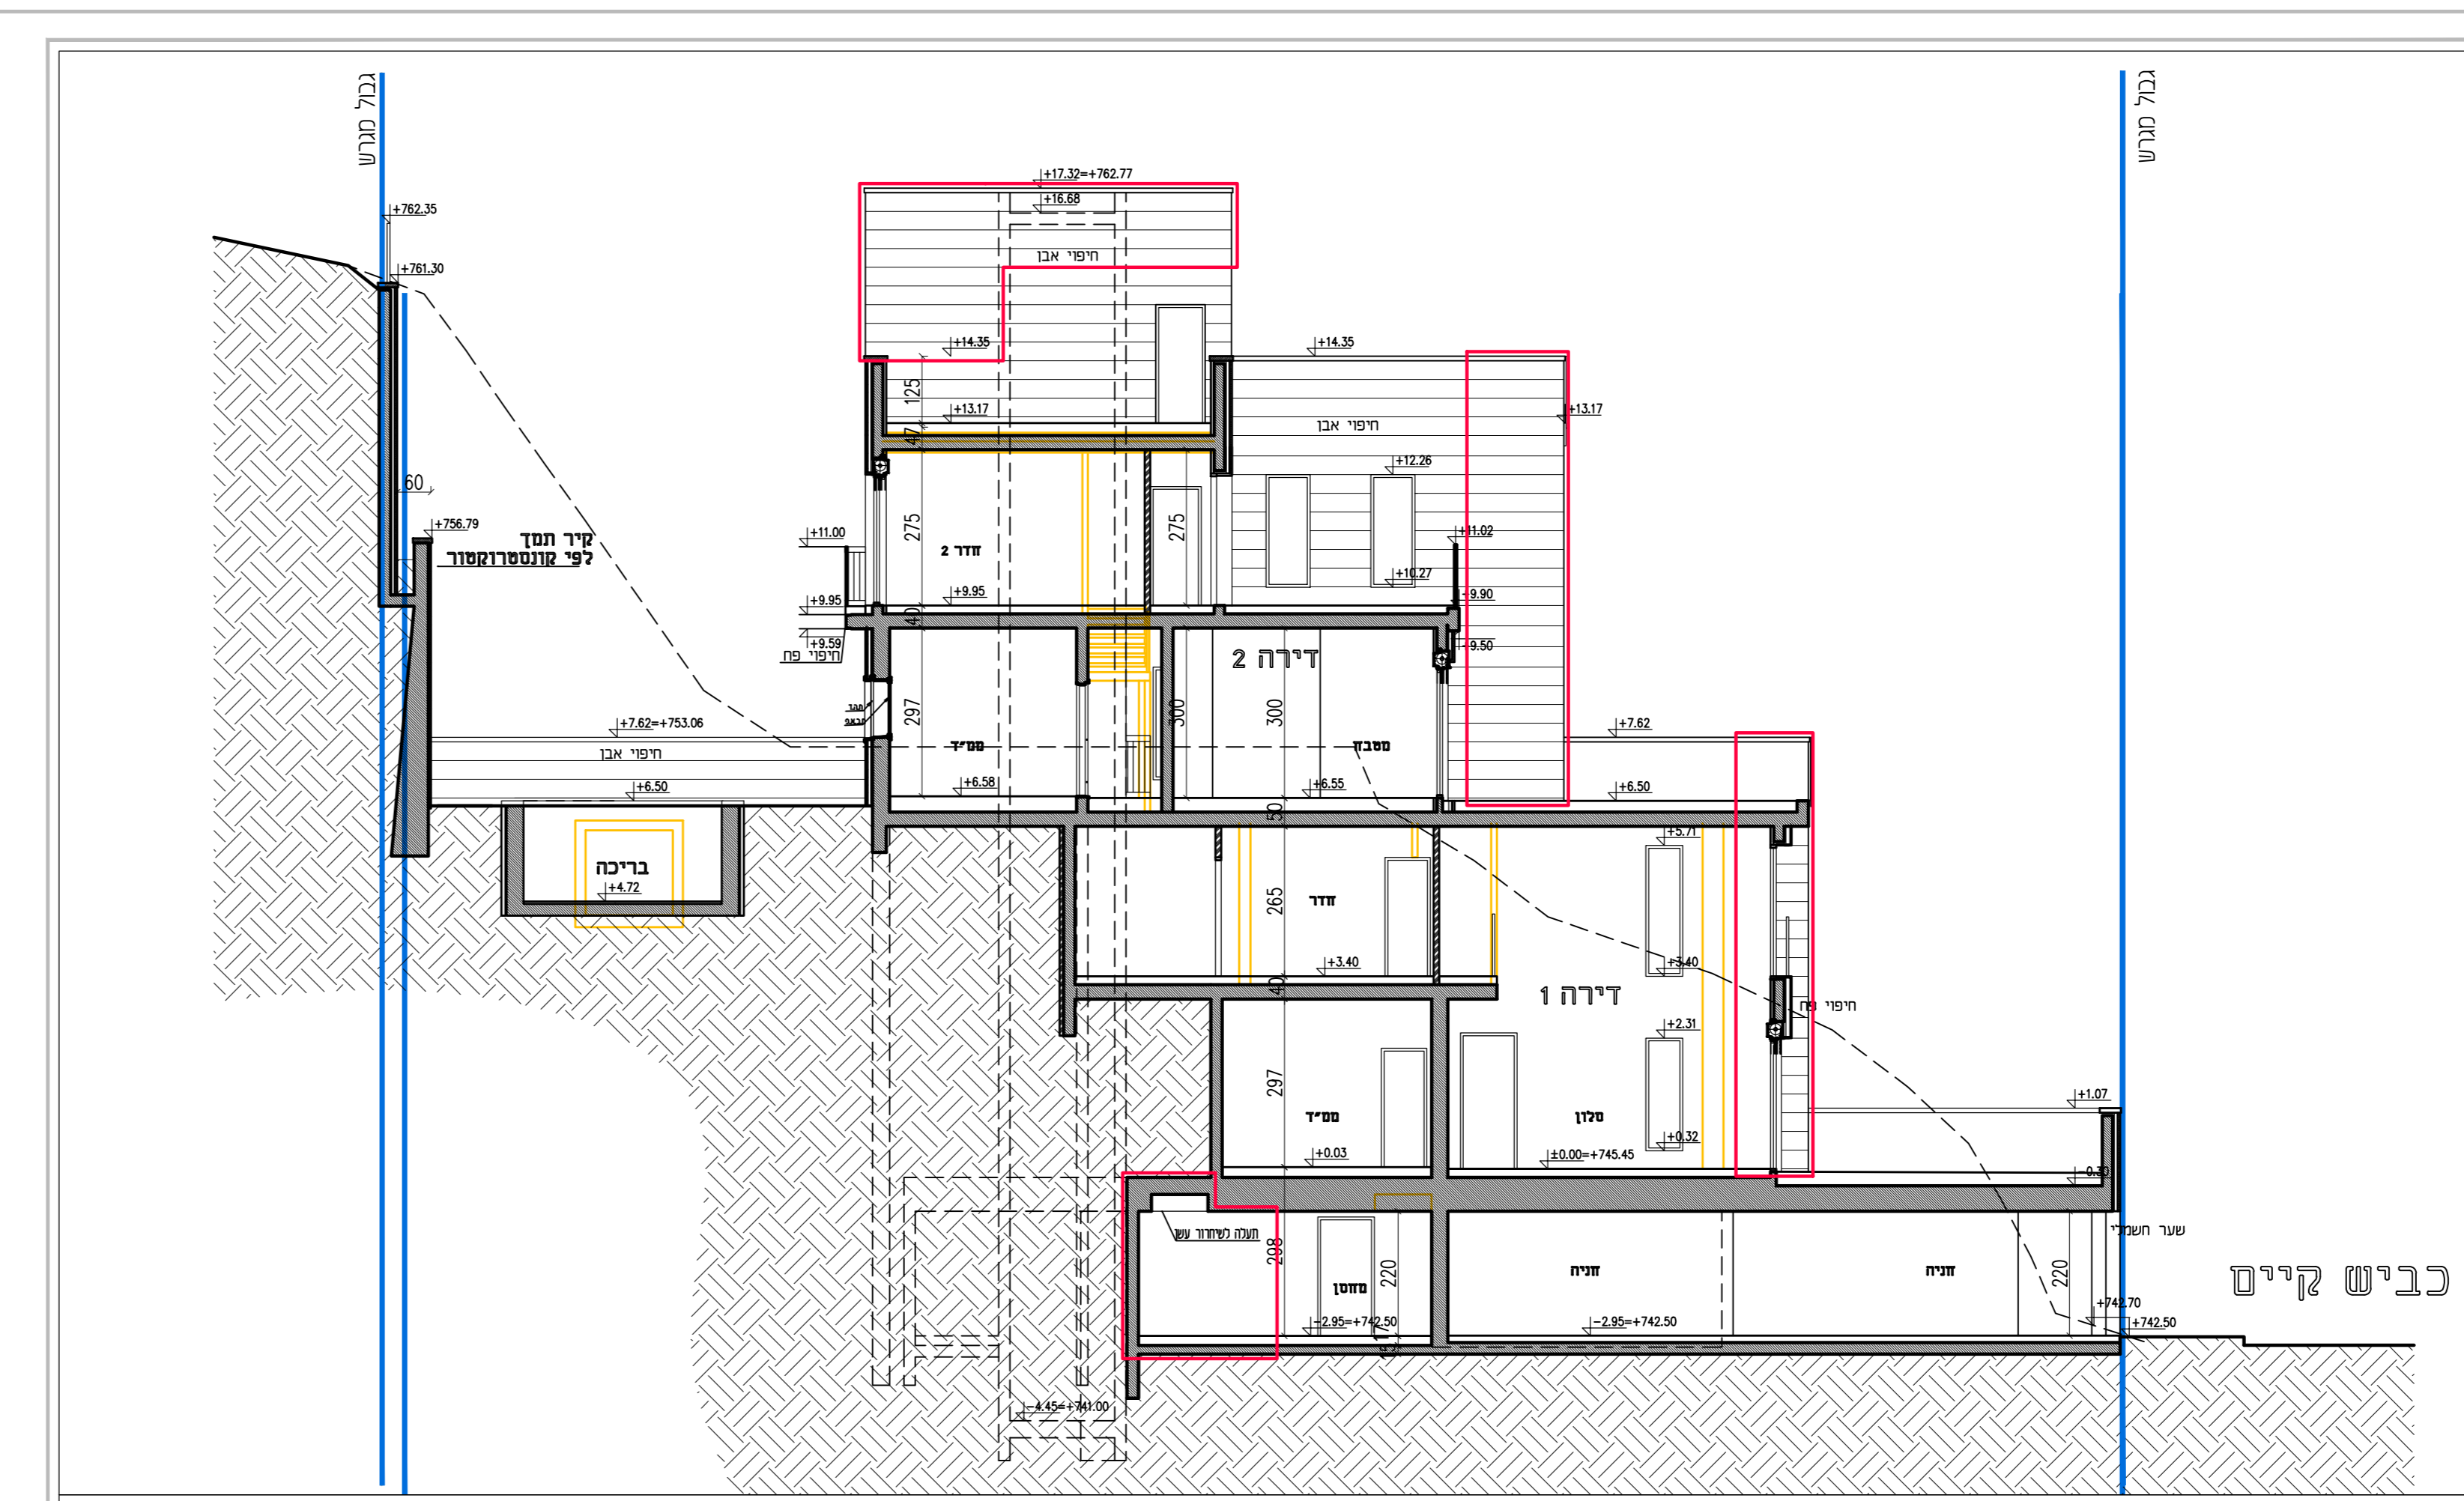 גבול מגרש
גבול מגרש
+17.32=+762.77
+16.68
+762.35
חיפוי אבן
+761.30
+14.35
+14.35
125
+13.17
+13.17
חיפוי אבן
47
+12.26
60
+756.79
קיר תמך
לפי קונסטרוקטור
+11.00
275
חדר 2
275
+11.02
+10.27
+9.95
+9.95
+9.90
40
+9.59
חיפוי פח
+9.50
דירה 2
297
300
300
+7.62=+753.06
חיפוי אבן
ממ״ד
מטבח
+7.62
+6.50
+6.58
+6.55
+6.50
50
+5.71
בריכה
+4.72
265
חדר
+3.40
+3.40
40
דירה 1
חיפוי פח
+2.31
297
ממ״ד
סלון
+1.07
+0.32
+0.03
±0.00=+745.45
-0.30
תעלה לשיחרור עשן
298
שער חשמלי
מחסן
220
חניה
חניה
220
כביש קיים
-2.95=+742.50
-2.95=+742.50
+742.70
+742.50
-4.45=+741.00